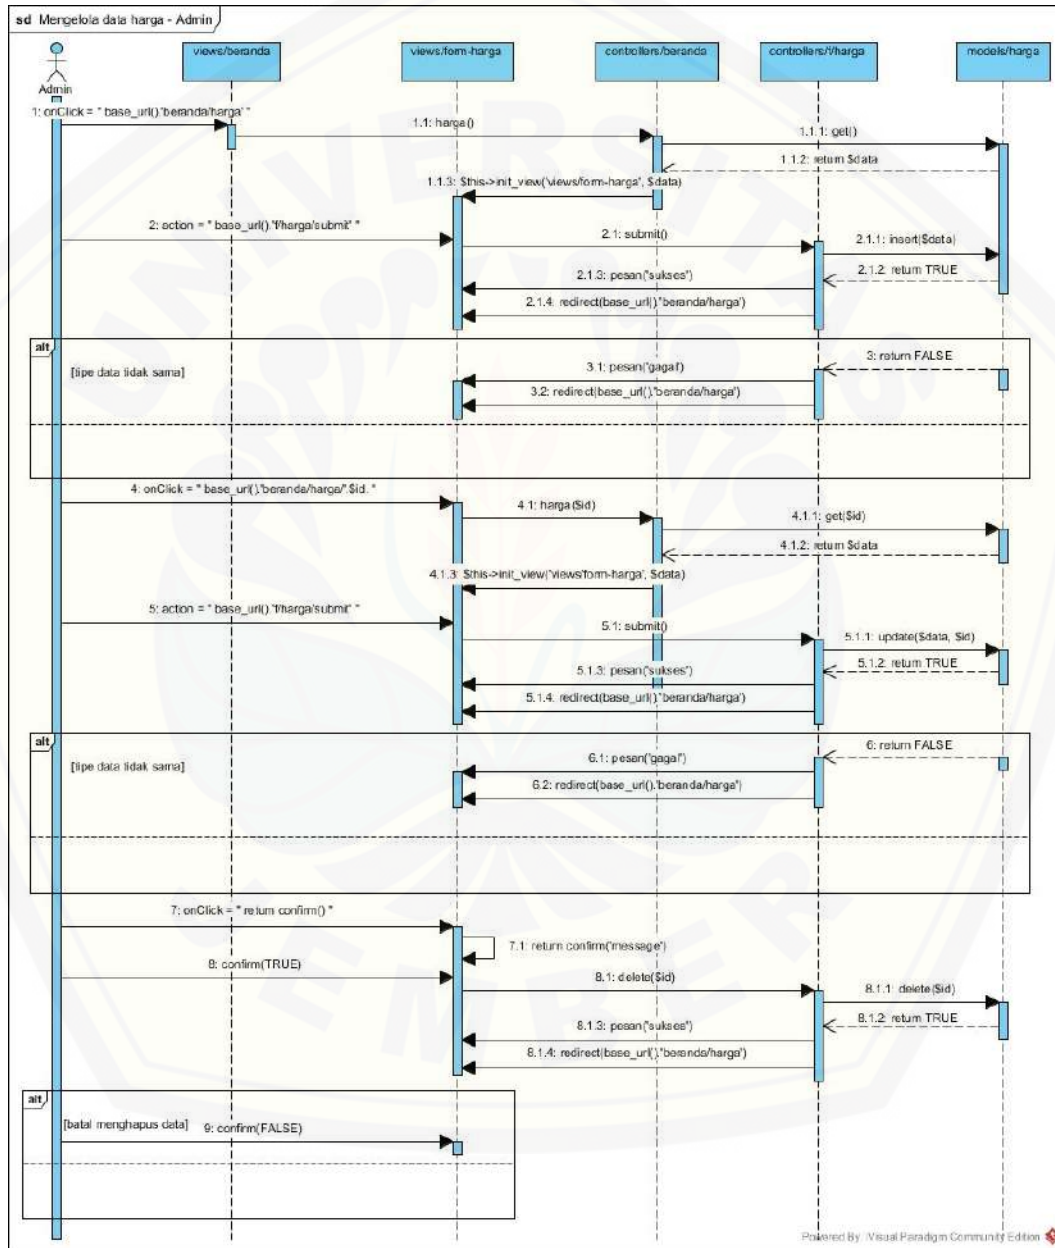 sd Mengelola data harga - Admin
views/beranda
views/form-harga
controllers/beranda
controllers/f/harga
models/harga
Admin
1: onClick = " base_url().'beranda/harga' "
1.1: harga()
1.1.1: get()
1.1.2: return $data
1.1.3: $this->init_view('views/form-harga', $data)
2: action = " base_url()."f/harga/submit" "
2.1: submit()
2.1.1: insert($data)
2.1.2: return TRUE
2.1.3: pesan("sukses")
2.1.4: redirect(base_url().'beranda/harga')
alt
[tipe data tidak sama]
3: return FALSE
3.1: pesan("gagal")
3.2: redirect(base_url().'beranda/harga')
4: onClick = " base_url().'beranda/harga/'.$id. "
4.1: harga($id)
4.1.1: get($id)
4.1.2: return $data
4.1.3: $this->init_view('views/form-harga', $data)
5: action = " base_url()."f/harga/submit" "
5.1: submit()
5.1.1: update($data, $id)
5.1.2: return TRUE
5.1.3: pesan("sukses")
5.1.4: redirect(base_url().'beranda/harga')
alt
[tipe data tidak sama]
6: return FALSE
6.1: pesan("gagal")
6.2: redirect(base_url().'beranda/harga")
7: onClick = " return confirm() "
7.1: return confirm('message')
8: confirm(TRUE)
8.1: delete($id)
8.1.1: delete($id)
8.1.2: return TRUE
8.1.3: pesan("sukses")
8.1.4: redirect(base_url().'beranda/harga')
alt
[batal menghapus data]
9: confirm(FALSE)
Powered By Visual Paradigm Community Edition
UNIVERSITAS
JEMBER